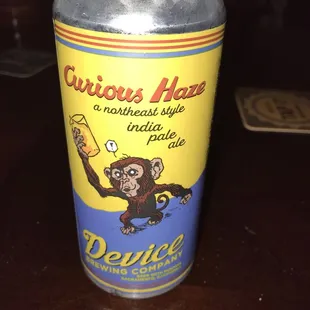 Curious Haze
a northeast style
india
pale
ale
Device
BREWING COMPANY